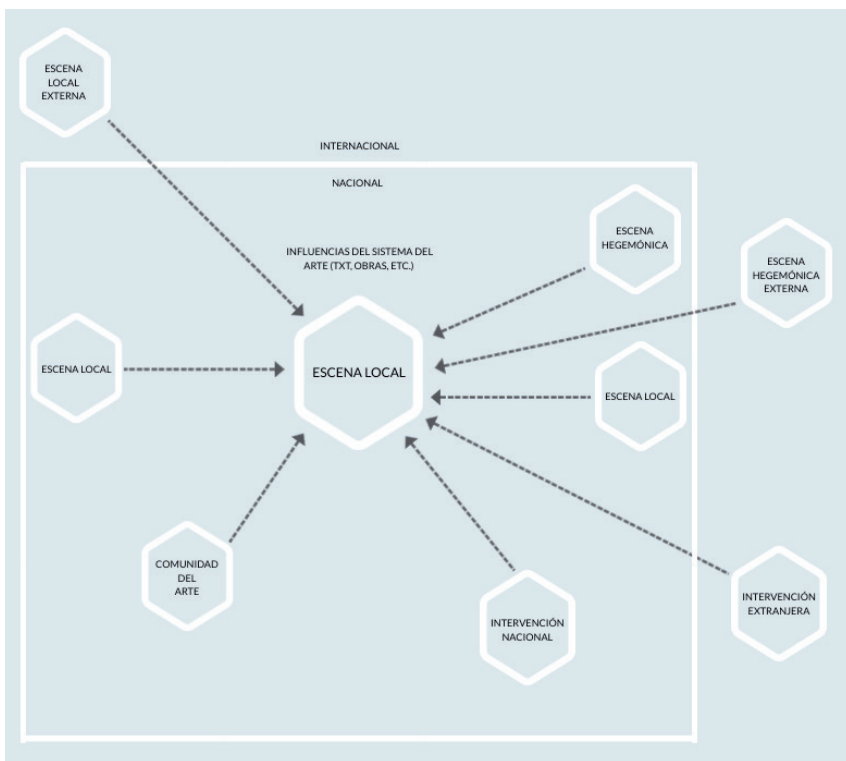 ESCENA
LOCAL
EXTERNA
INTERNACIONAL
NACIONAL
INFLUENCIAS DEL SISTEMA DEL
ARTE (TXT, OBRAS, ETC.)
ESCENA
HEGEMÓNICA
ESCENA
HEGEMÓNICA
EXTERNA
ESCENA LOCAL
ESCENA LOCAL
ESCENA LOCAL
COMUNIDAD
DEL
ARTE
INTERVENCIÓN
NACIONAL
INTERVENCIÓN
EXTRANJERA